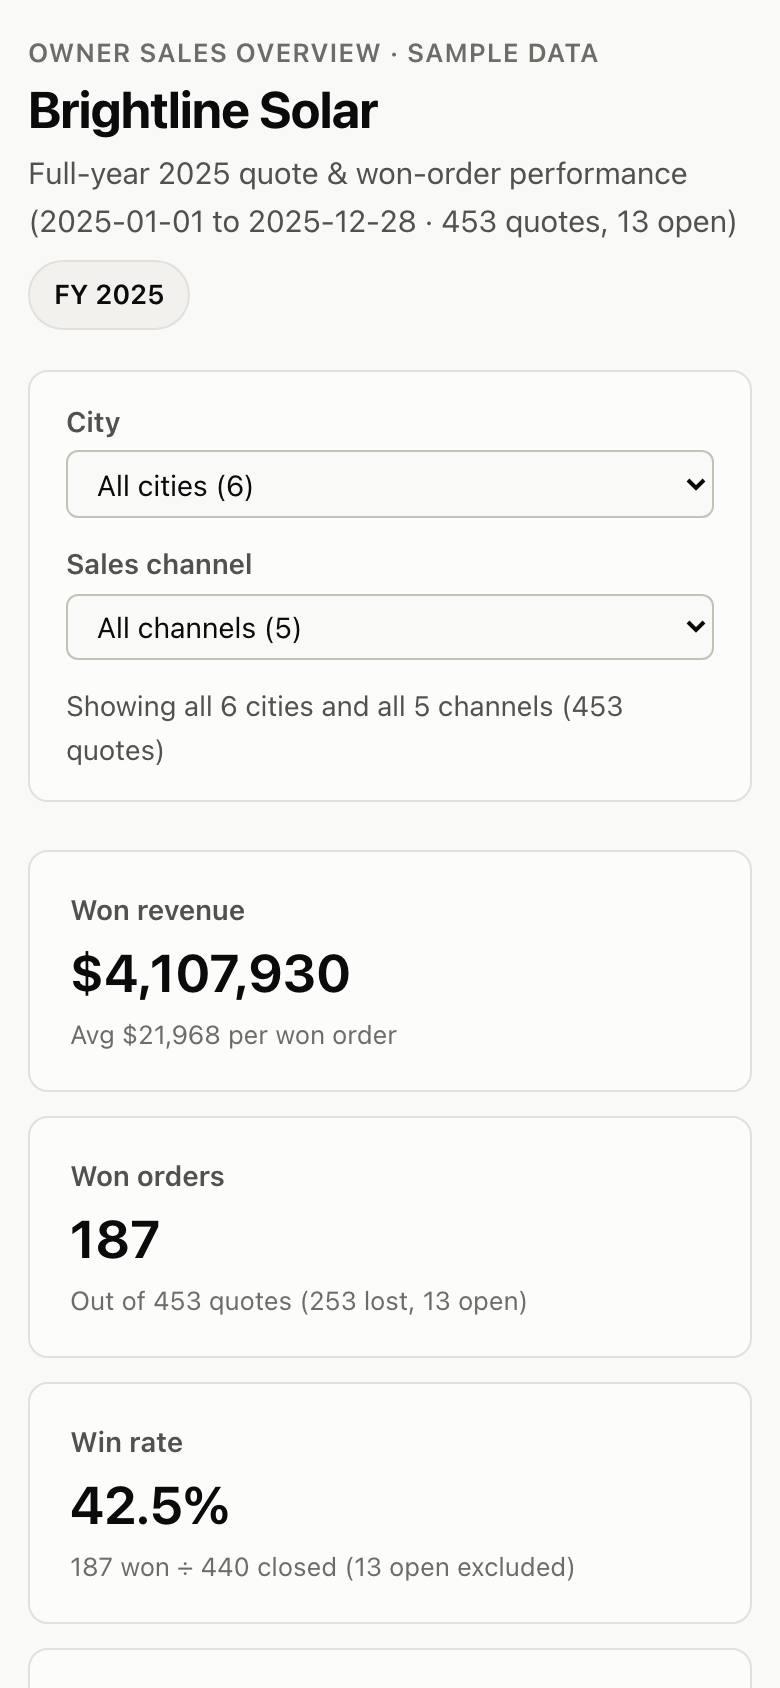 OWNER SALES OVERVIEW · SAMPLE DATA
Brightline Solar
Full-year 2025 quote & won-order performance
(2025-01-01 to 2025-12-28 · 453 quotes, 13 open)
FY 2025
City
All cities (6)
Sales channel
All channels (5)
Showing all 6 cities and all 5 channels (453
quotes)
Won revenue
$4,107,930
Avg $21,968 per won order
Won orders
187
Out of 453 quotes (253 lost, 13 open)
Win rate
42.5%
187 won ÷ 440 closed (13 open excluded)